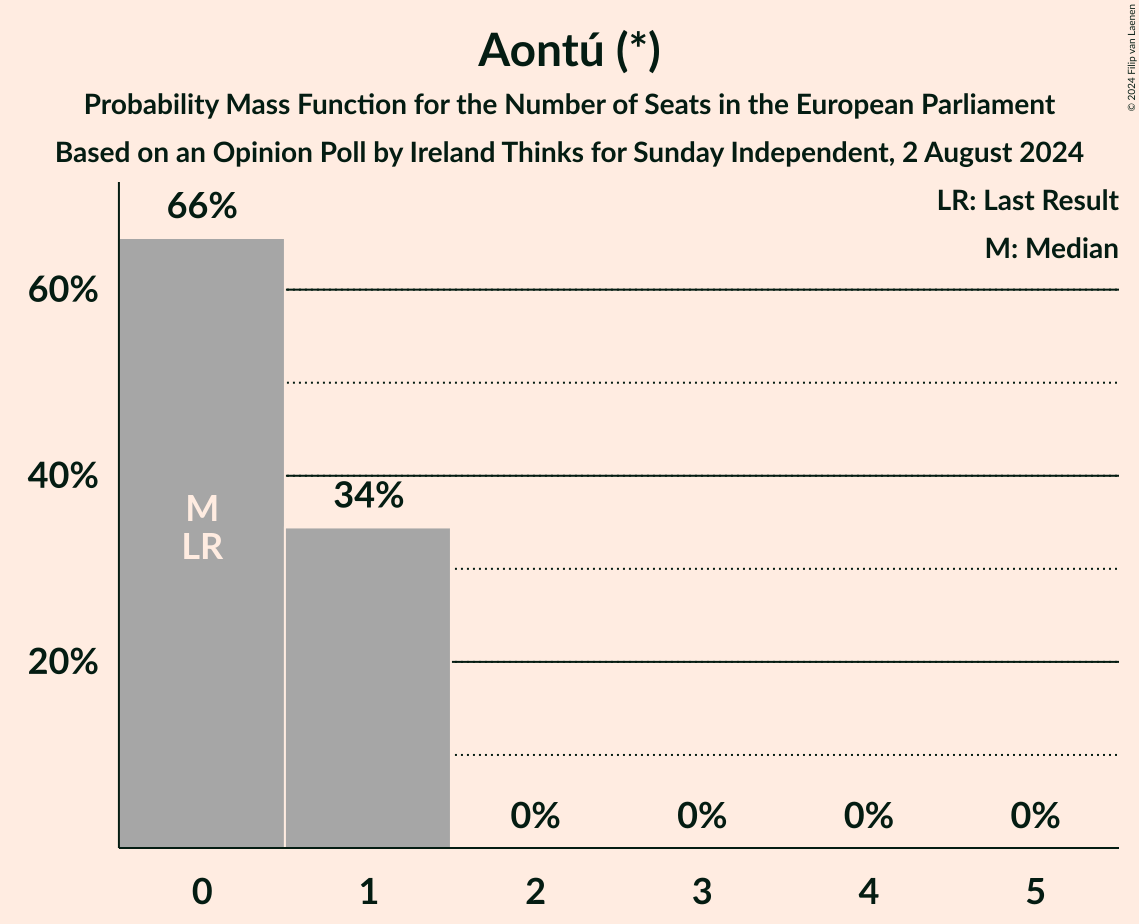 Aontú (*)
Probability Mass Function for the Number of Seats in the European Parliament
Based on an Opinion Poll by Ireland Thinks for Sunday Independent, 2 August 2024
© 2024 Filip van Laenen
LR: Last Result
M: Median
66%
60%
40%
34%
M
LR
20%
0% 0% 0% 0%
0 1 2 3 4 5